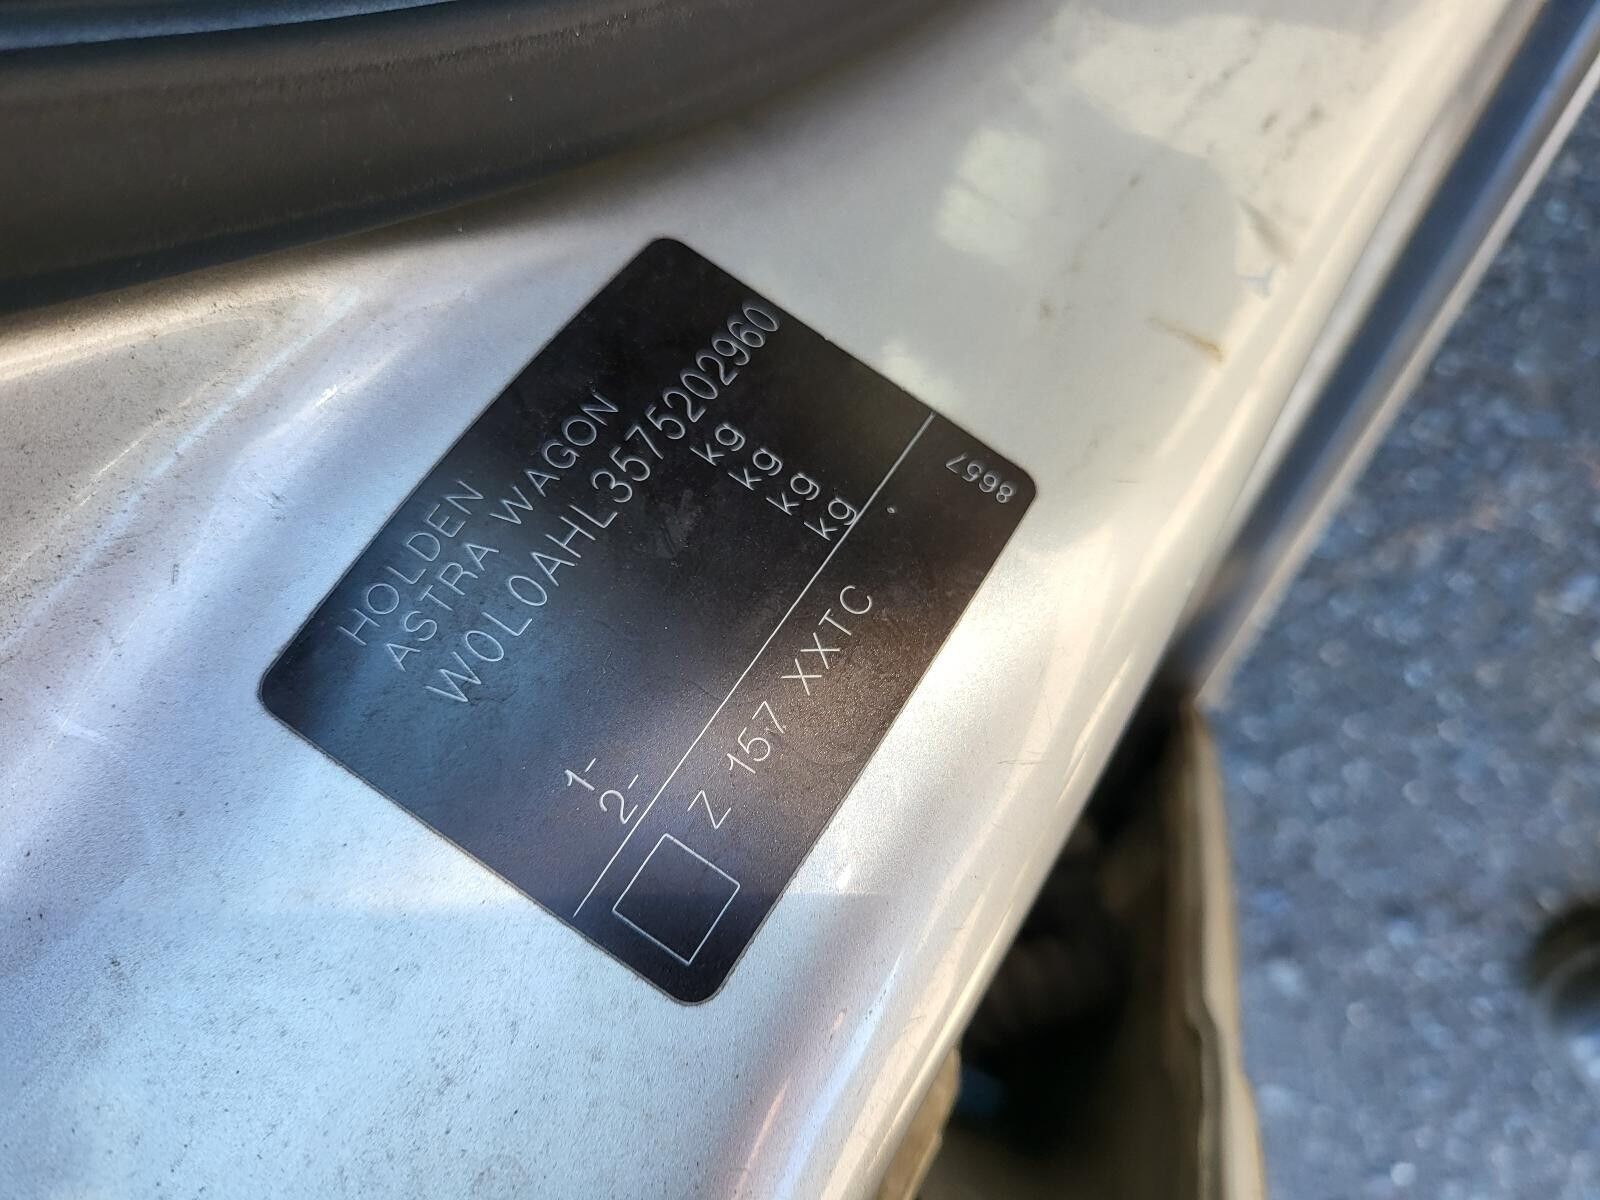 HOLDEN
ASTRA WAGON
W0L0AHL3575202960
kg
kg
1- kg
2- kg
Z 157 XXTC
8657